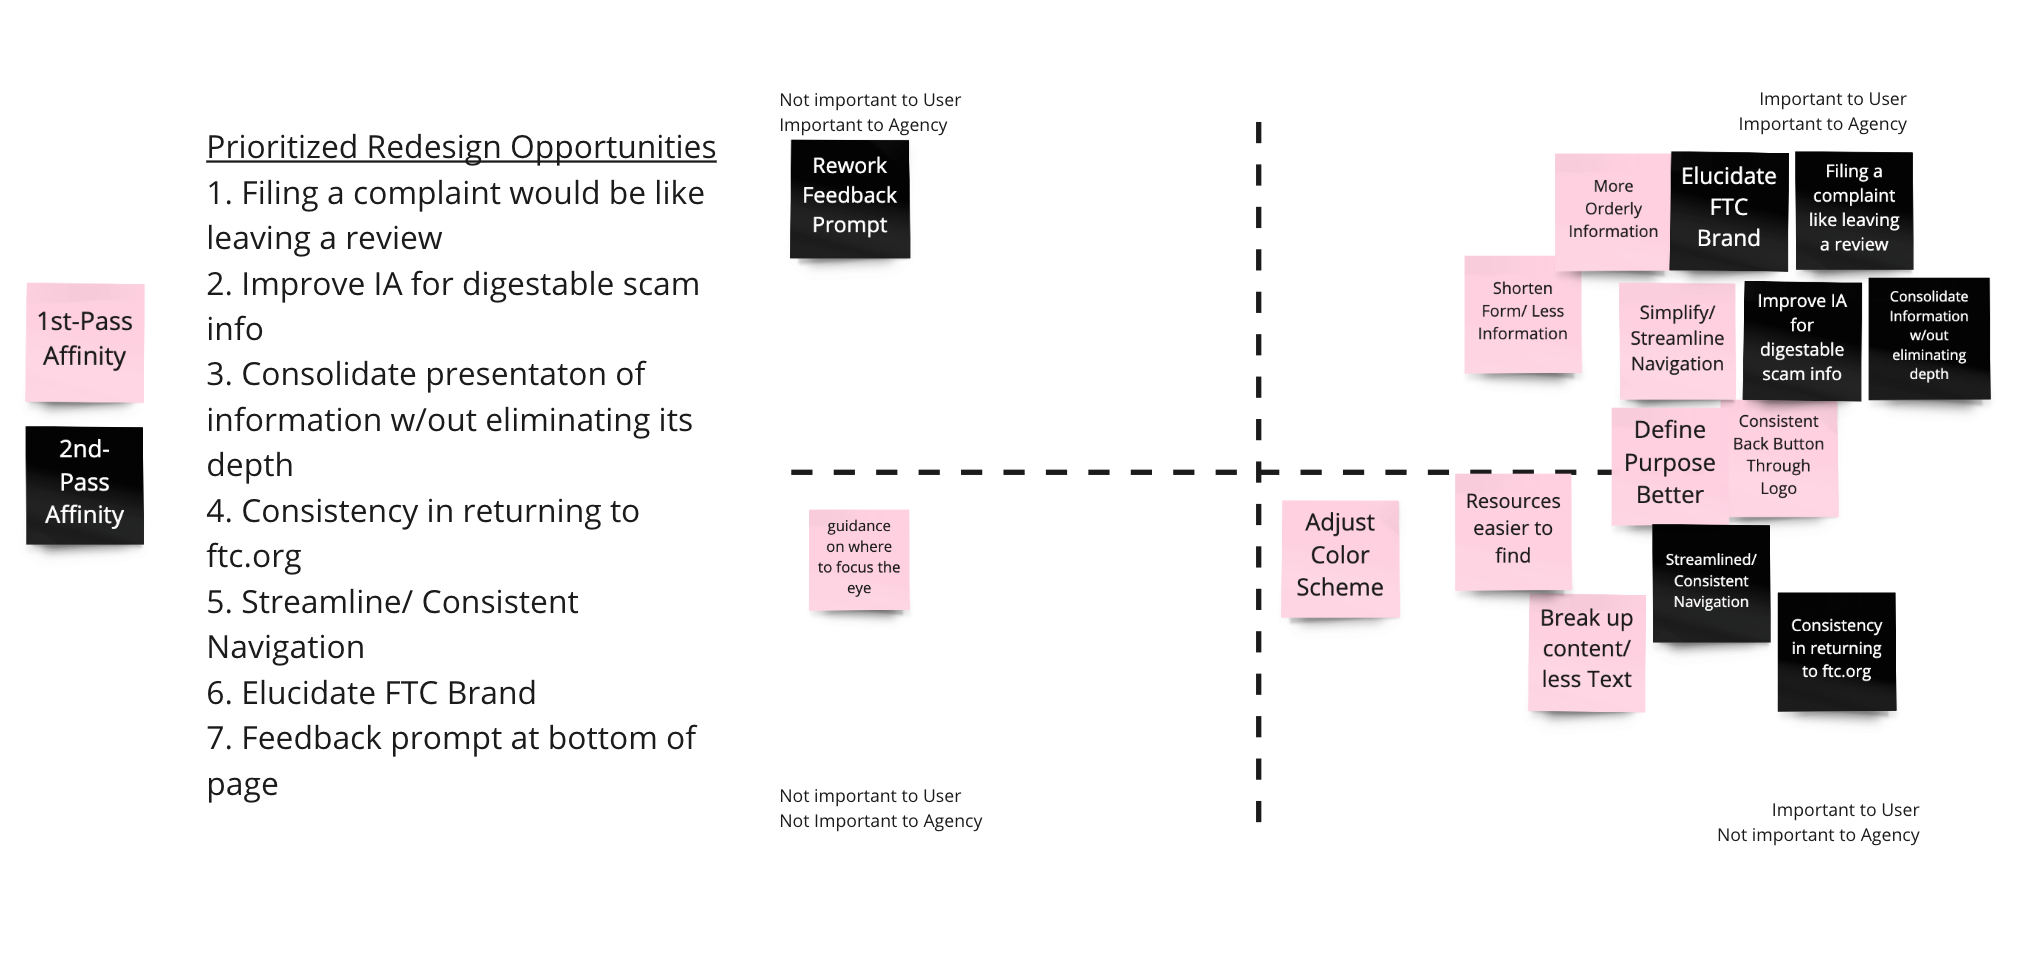 1st-Pass
Affinity
2nd-
Pass
Affinity
Prioritized Redesign Opportunities
1. Filing a complaint would be like
leaving a review
2. Improve IA for digestable scam
info
3. Consolidate presentaton of
information w/out eliminating its
depth
4. Consistency in returning to
ftc.org
5. Streamline/ Consistent
Navigation
6. Elucidate FTC Brand
7. Feedback prompt at bottom of
page
Not important to User
Important to Agency
Rework
Feedback
Prompt
Important to User
Important to Agency
More
Orderly
Information
Elucidate
FTC
Brand
Filing a
complaint
like leaving
a review
Shorten
Form/ Less
Information
Simplify/
Streamline
Navigation
Improve IA
for
digestable
scam info
Consolidate
Information
w/out
eliminating
depth
Define
Purpose
Better
Consistent
Back Button
Through
Logo
guidance
on where
to focus the
eye
Adjust
Color
Scheme
Resources
easier to
find
Streamlined/
Consistent
Navigation
Break up
content/
less Text
Consistency
in returning
to ftc.org
Not important to User
Not Important to Agency
Important to User
Not important to Agency